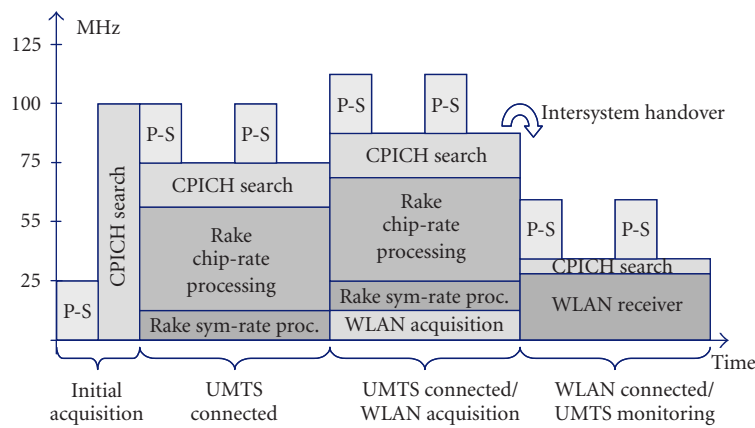 MHz
125
100
75
55
25
P-S
CPICH search
P-S
P-S
CPICH search
Rake
chip-rate
processing
Rake sym-rate proc.
P-S
P-S
CPICH search
Rake
chip-rate
processing
Rake sym-rate proc.
WLAN acquisition
Intersystem handover
P-S
P-S
CPICH search
WLAN receiver
Time
Initial
acquisition
UMTS
connected
UMTS connected/
WLAN acquisition
WLAN connected/
UMTS monitoring